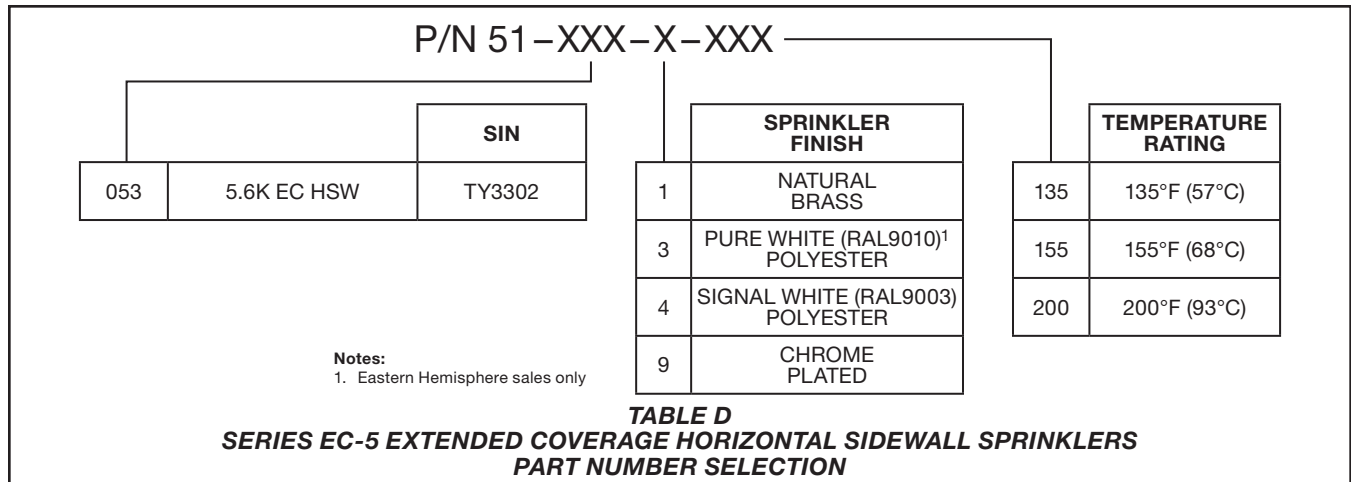 P/N 51–XXX–X–XXX
SIN
053 5.6K EC HSW TY3302
SPRINKLER
FINISH
1 NATURAL
BRASS
3 PURE WHITE (RAL9010)¹
POLYESTER
4 SIGNAL WHITE (RAL9003)
POLYESTER
9 CHROME
PLATED
TEMPERATURE
RATING
135 135°F (57°C)
155 155°F (68°C)
200 200°F (93°C)
Notes:
1. Eastern Hemisphere sales only
TABLE D
SERIES EC-5 EXTENDED COVERAGE HORIZONTAL SIDEWALL SPRINKLERS
PART NUMBER SELECTION